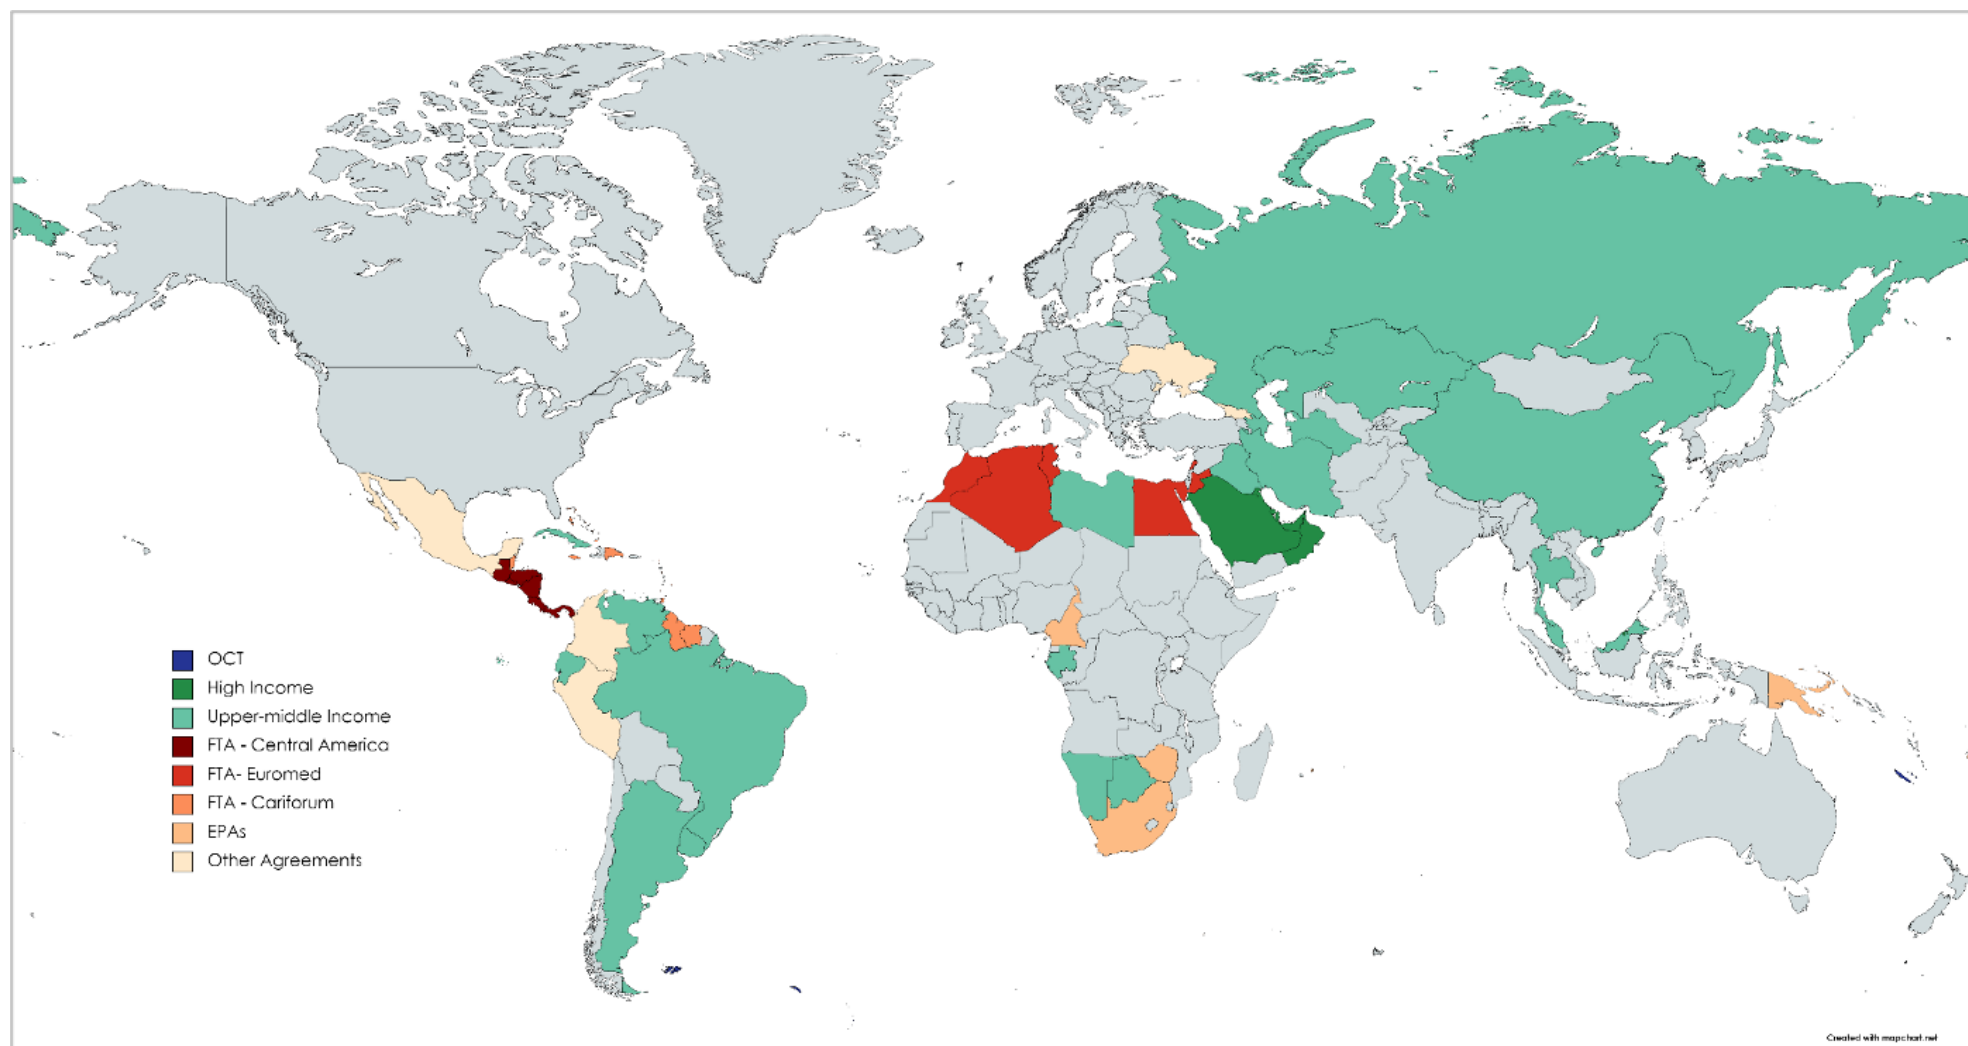 OCT
High Income
Upper-middle Income
FTA - Central America
FTA- Euromed
FTA - Cariforum
EPAs
Other Agreements
Created with mapchart.net